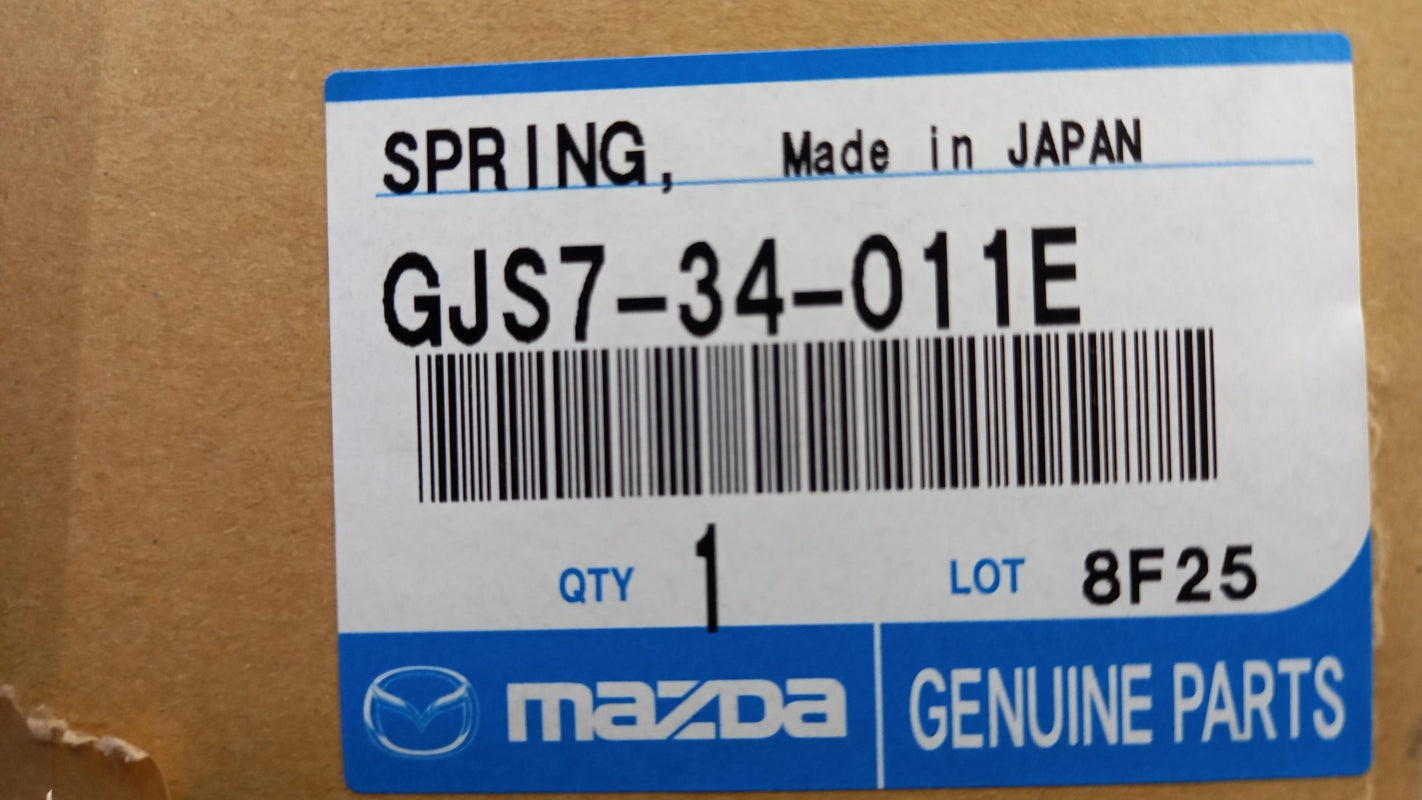 SPRING, Made in JAPAN
GJS7-34-011E
QTY 1 LOT 8F25
mazda GENUINE PARTS